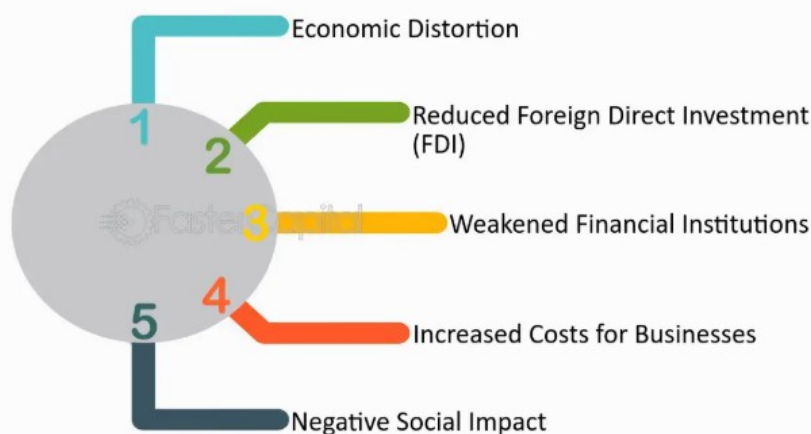 1
Economic Distortion
2
Reduced Foreign Direct Investment
(FDI)
FasterCapital
3
Weakened Financial Institutions
4
Increased Costs for Businesses
5
Negative Social Impact